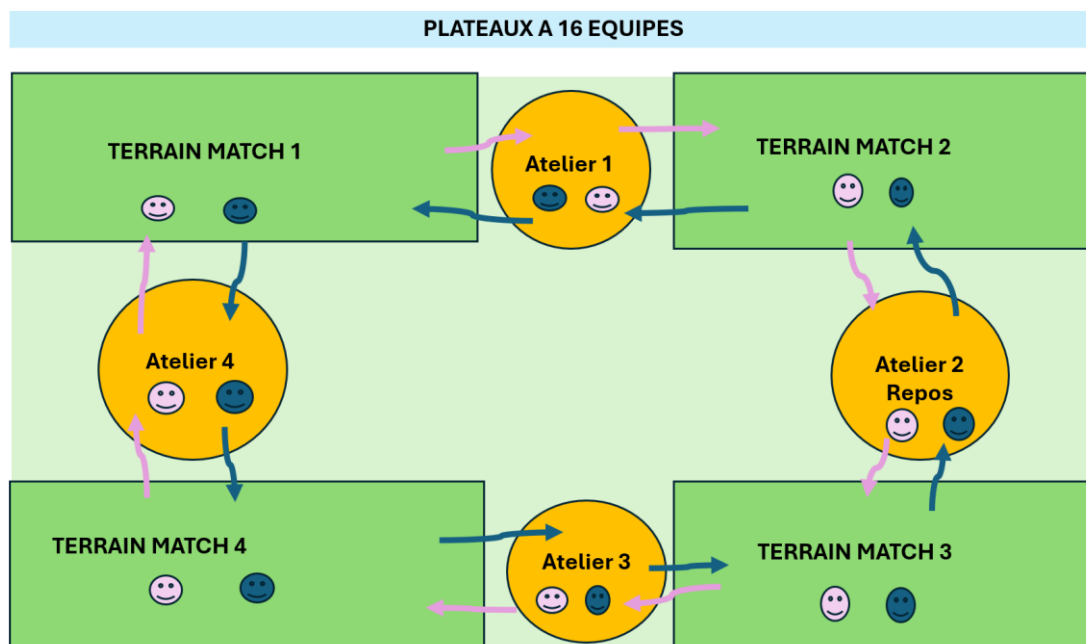 PLATEAUX A 16 EQUIPES
TERRAIN MATCH 1
Atelier 1
TERRAIN MATCH 2
Atelier 4
Atelier 2
Repos
TERRAIN MATCH 4
Atelier 3
TERRAIN MATCH 3